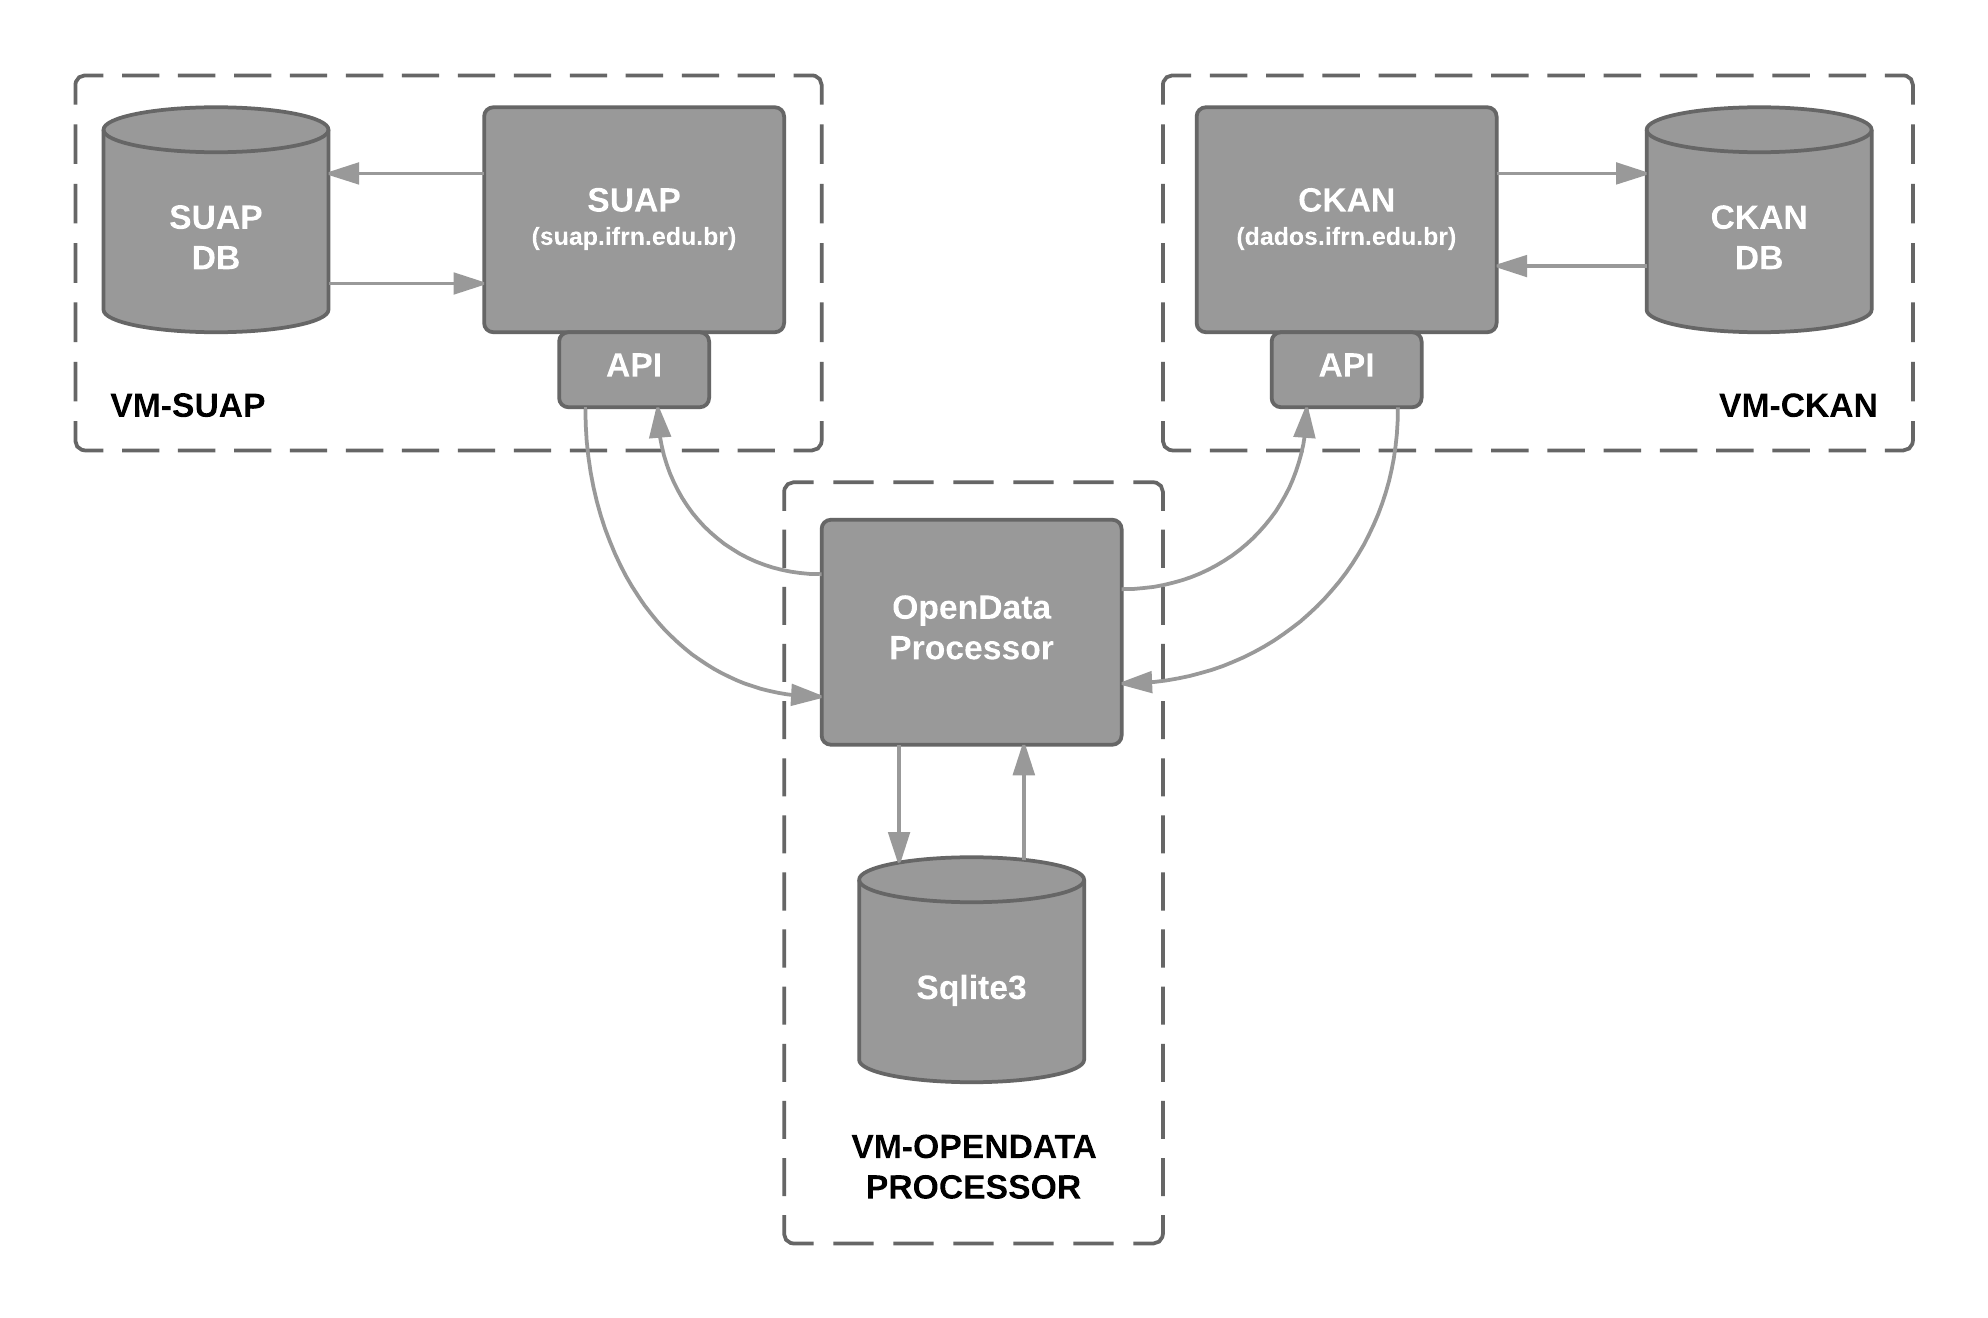 SUAP
DB
SUAP
(suap.ifrn.edu.br)
API
VM-SUAP
CKAN
(dados.ifrn.edu.br)
CKAN
DB
API
VM-CKAN
OpenData
Processor
Sqlite3
VM-OPENDATA
PROCESSOR